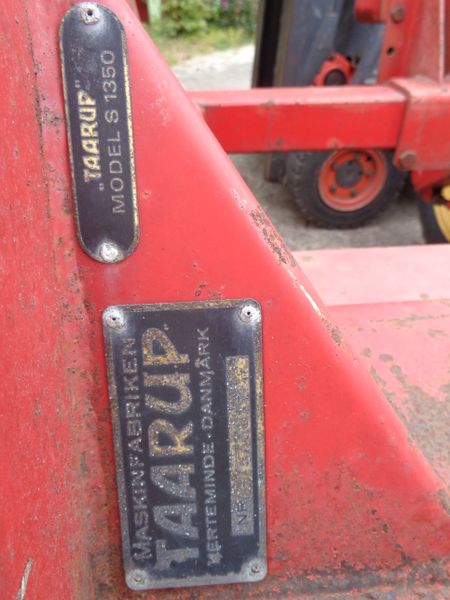 "TAARUP"
MODEL S 1350
MASKINFABRIKEN
TAARUP
KERTEMINDE · DANMARK
NR